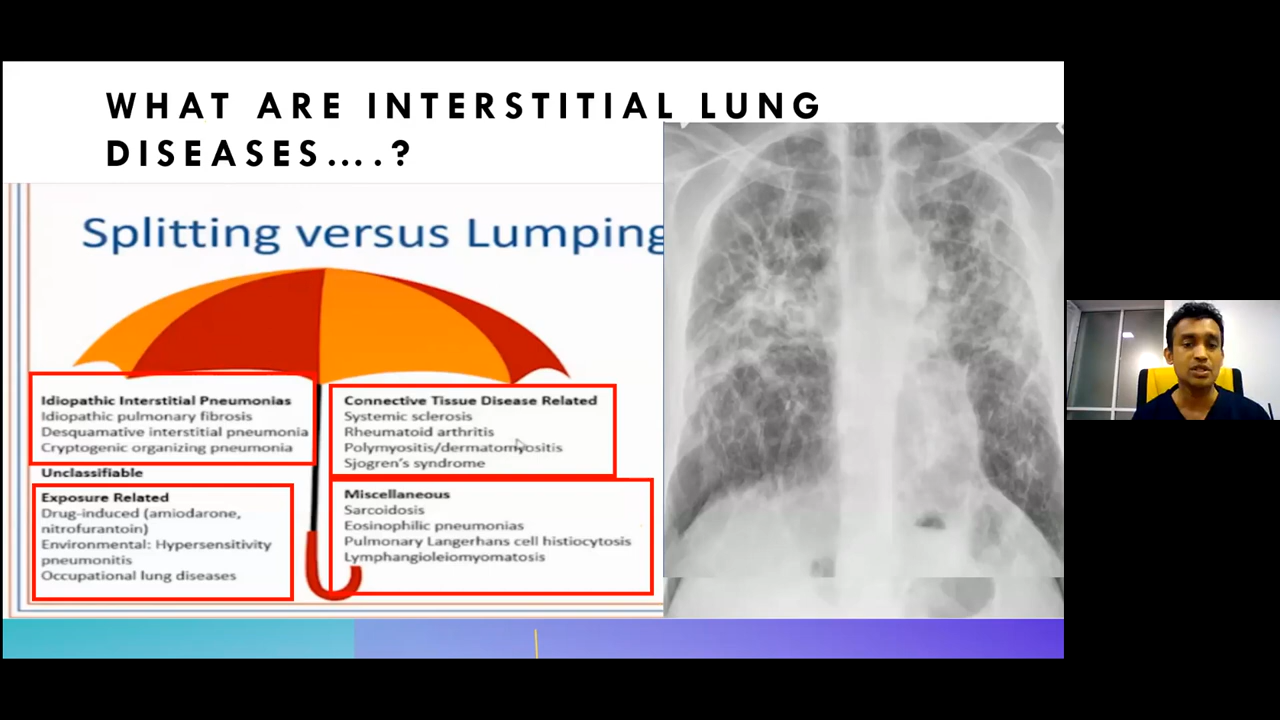 WHAT ARE INTERSTITIAL LUNG
DISEASES....?
Splitting versus Lumping
Idiopathic Interstitial Pneumonias
Idiopathic pulmonary fibrosis
Desquamative interstitial pneumonia
Cryptogenic organizing pneumonia
Unclassifiable
Exposure Related
Drug-induced (amiodarone,
nitrofurantoin)
Environmental: Hypersensitivity
pneumonitis
Occupational lung diseases
Connective Tissue Disease Related
Systemic sclerosis
Rheumatoid arthritis
Polymyositis/dermatomyositis
Sjogren's syndrome
Miscellaneous
Sarcoidosis
Eosinophilic pneumonias
Pulmonary Langerhans cell histiocytosis
Lymphangioleiomyomatosis